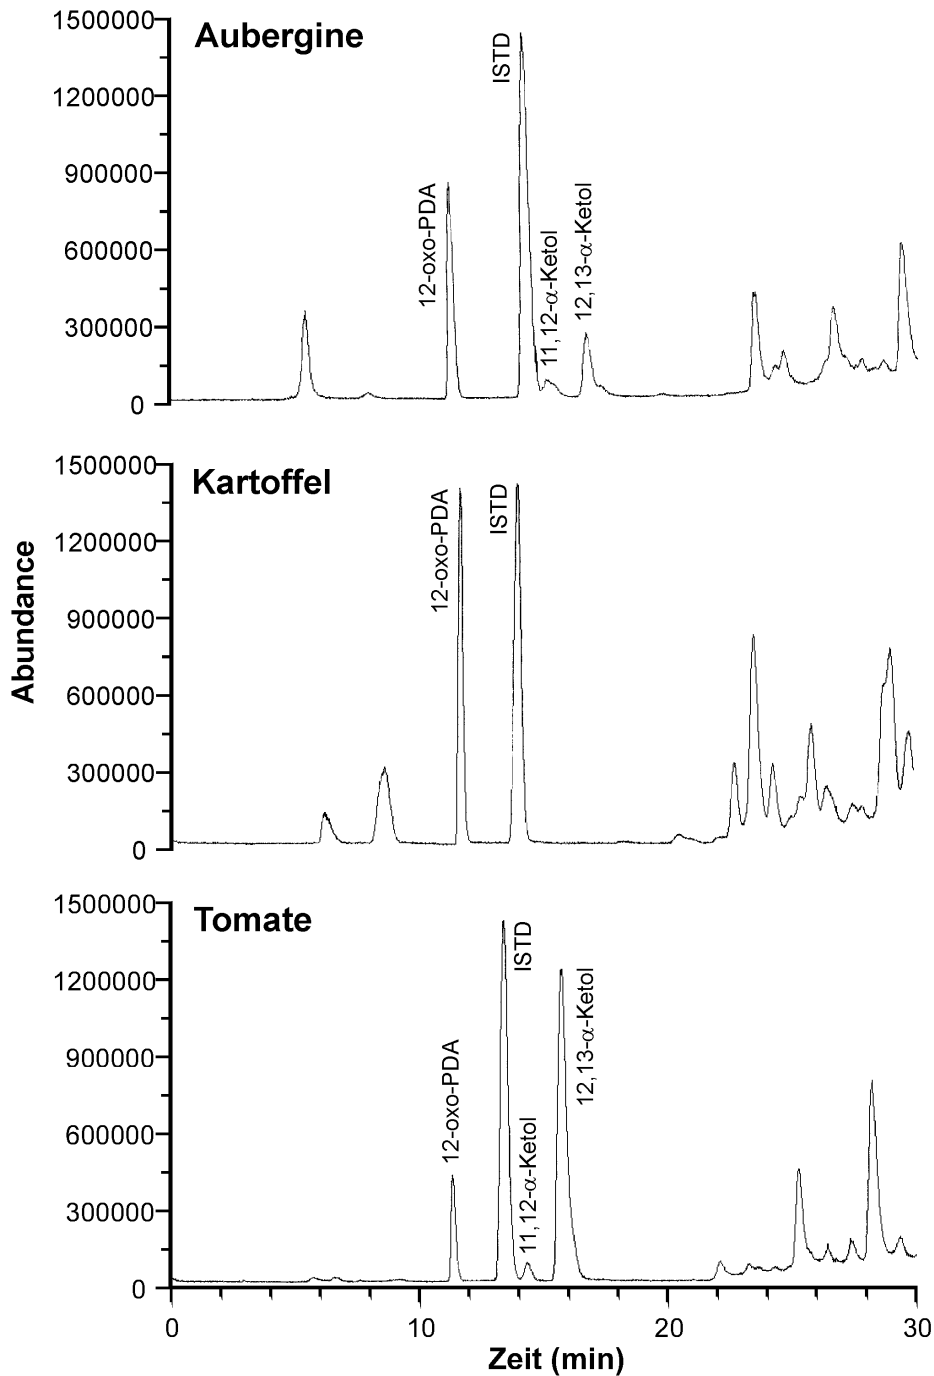 Aubergine
1500000
1200000
900000
600000
300000
0
12-oxo-PDA
ISTD
11,12-α-Ketol
12,13-α-Ketol
Kartoffel
1500000
1200000
900000
600000
300000
0
12-oxo-PDA
ISTD
Abundance
Tomate
1500000
1200000
900000
600000
300000
0
12-oxo-PDA
ISTD
11,12-α-Ketol
12,13-α-Ketol
0 10 20 30
Zeit (min)